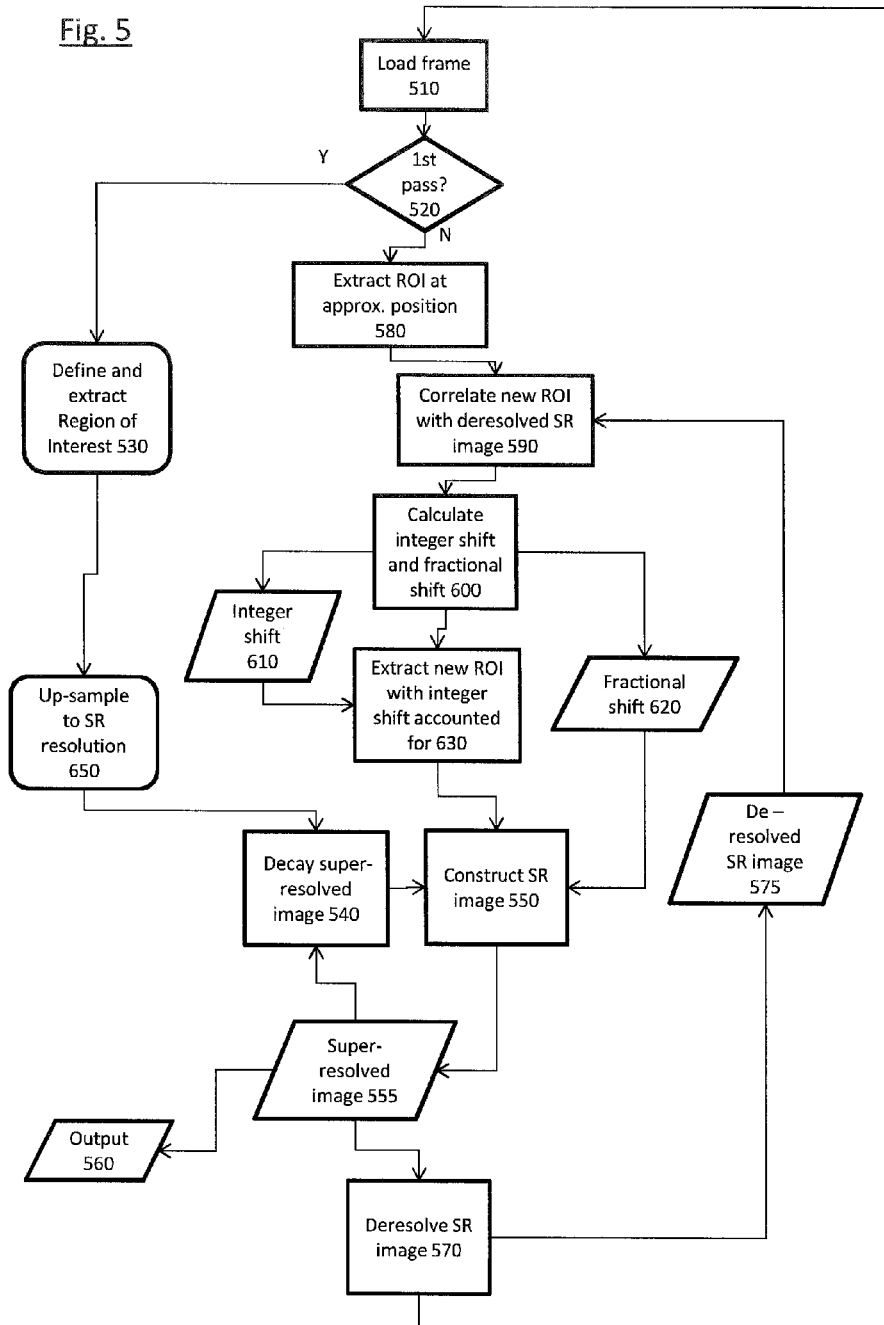 Fig. 5
Load frame
510
Y
1st
pass?
520
N
Extract ROI at
approx. position
580
Define and
extract
Region of
Interest 530
Correlate new ROI
with deresolved SR
image 590
Calculate
integer shift
and fractional
shift 600
Integer
shift
610
Extract new ROI
with integer
shift accounted
for 630
Fractional
shift 620
Up-sample
to SR
resolution
650
De –
resolved
SR image
575
Decay super-
resolved
image 540
Construct SR
image 550
Super-
resolved
image 555
Output
560
Deresolve SR
image 570